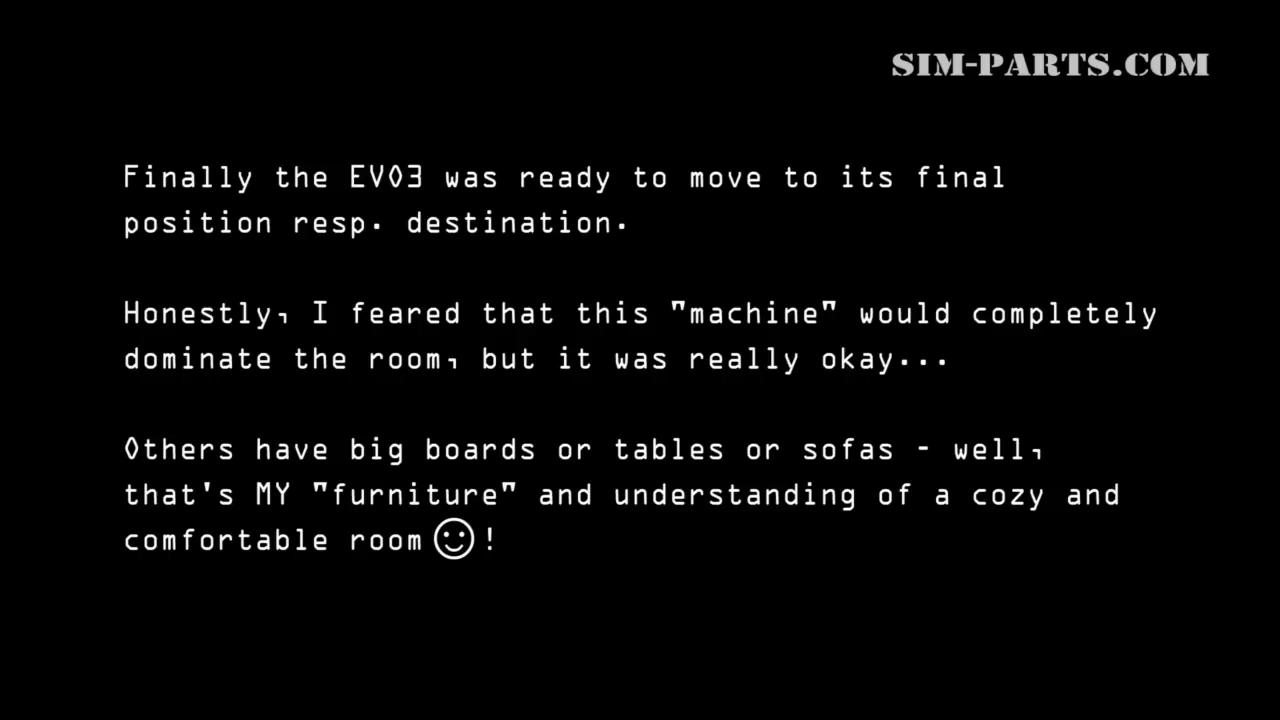 SIM-PARTS.COM
Finally the EVO3 was ready to move to its final
position resp. destination.
Honestly, I feared that this "machine" would completely
dominate the room, but it was really okay...
Others have big boards or tables or sofas - well,
that's MY "furniture" and understanding of a cozy and
comfortable room☺!